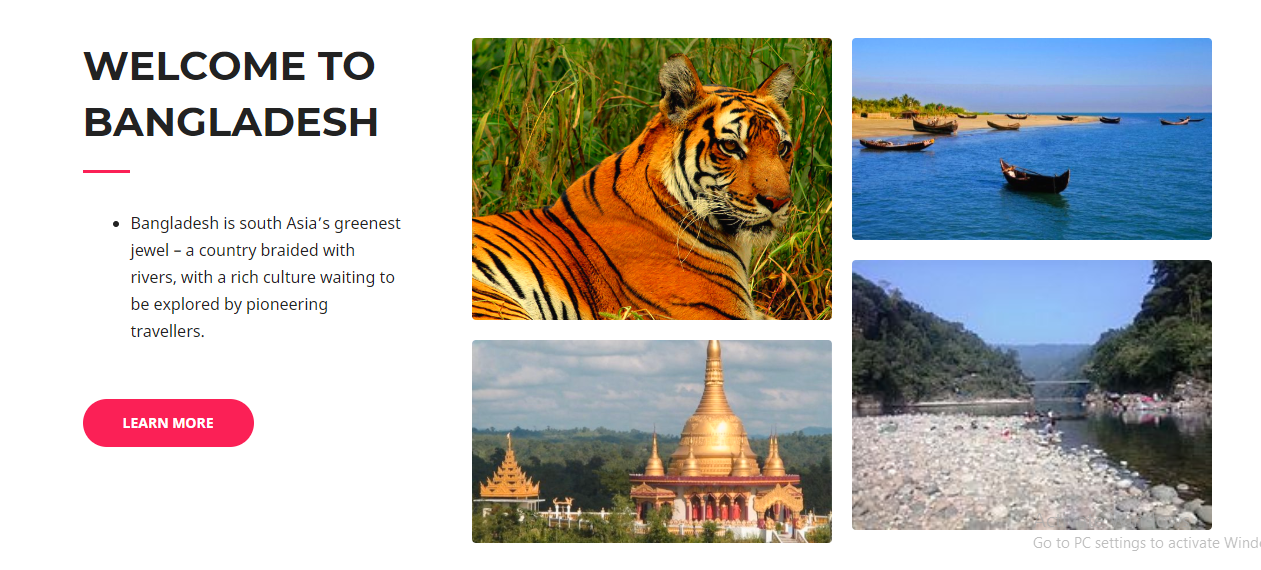 WELCOME TO
BANGLADESH
• Bangladesh is south Asia’s greenest
jewel – a country braided with
rivers, with a rich culture waiting to
be explored by pioneering
travellers.
LEARN MORE
Go to PC settings to activate Wind